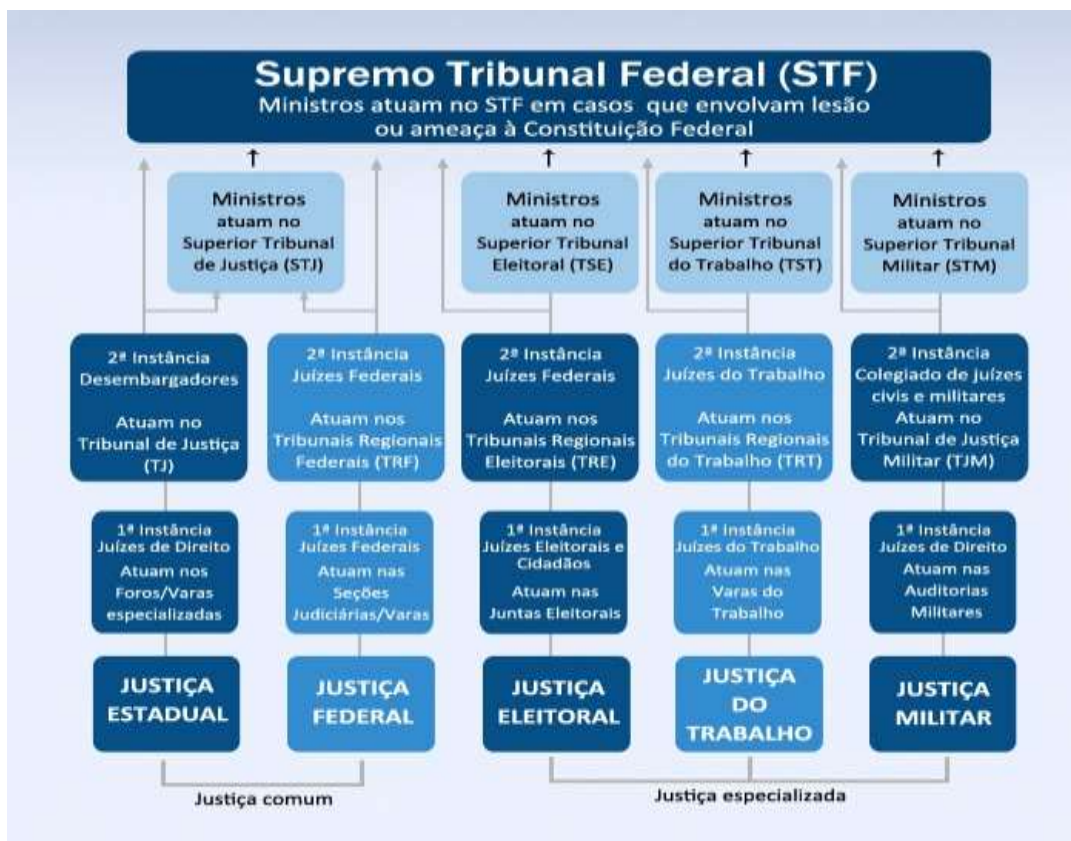 Supremo Tribunal Federal (STF)
Ministros atuam no STF em casos que envolvam lesão
ou ameaça à Constituição Federal
Ministros
atuam no
Superior Tribunal
de Justiça (STJ)
Ministros
atuam no
Superior Tribunal
Eleitoral (TSE)
Ministros
atuam no
Superior Tribunal
do Trabalho (TST)
Ministros
atuam no
Superior Tribunal
Militar (STM)
2ª Instância
Desembargadores
Atuam no
Tribunal de Justiça
(TJ)
2ª Instância
Juízes Federais
Atuam nos
Tribunais Regionais
Federais (TRF)
2ª Instância
Juízes Federais
Atuam nos
Tribunais Regionais
Eleitorais (TRE)
2ª Instância
Juízes do Trabalho
Atuam nos
Tribunais Regionais
do Trabalho (TRT)
2ª Instância
Colegiado de juízes
civis e militares
Atuam no
Tribunal de Justiça
Militar (TJM)
1ª Instância
Juízes de Direito
Atuam nos
Foros/Varas
especializadas
1ª Instância
Juízes Federais
Atuam nas
Seções
Judiciárias/Varas
1ª Instância
Juízes Eleitorais e
Cidadãos
Atuam nas
Juntas Eleitorais
1ª Instância
Juízes do Trabalho
Atuam nas
Varas do
Trabalho
1ª Instância
Juízes de Direito
Atuam nas
Auditorias
Militares
JUSTIÇA
ESTADUAL
JUSTIÇA
FEDERAL
JUSTIÇA
ELEITORAL
JUSTIÇA
DO
TRABALHO
JUSTIÇA
MILITAR
Justiça comum
Justiça especializada